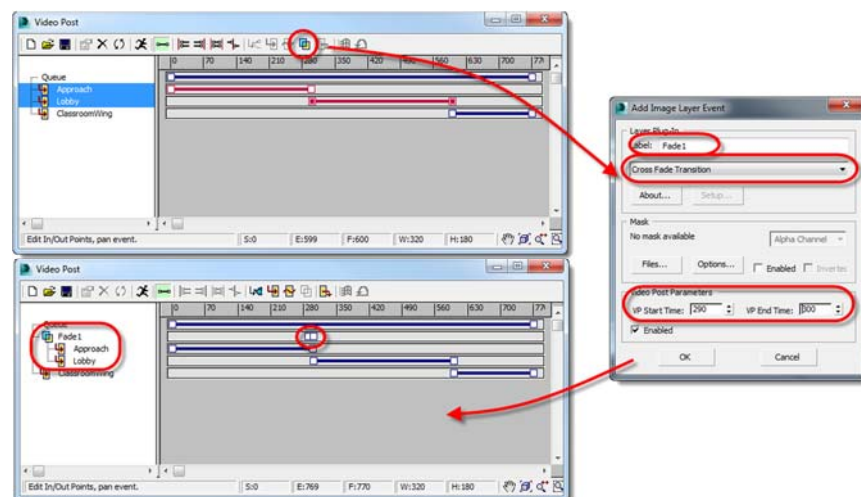 Video Post
0 70 140 210 280 350 420 490 560 630 700 77
Queue
Approach
Lobby
ClassroomWing
Edit In/Out Points, pan event.
S:0 E:599 F:600 W:320 H:180
Add Image Layer Event
Layer Plug-In
Label: Fade1
Cross Fade Transition
About... Setup...
Mask
No mask available
Alpha Channel
Files... Options... Enabled Inverted
Video Post Parameters
VP Start Time: 290 VP End Time: 300
Enabled
OK Cancel
Video Post
0 70 140 210 280 350 420 490 560 630 700 77
Queue
Fade1
Approach
Lobby
ClassroomWing
Edit In/Out Points, pan event.
S:0 E:769 F:770 W:320 H:180